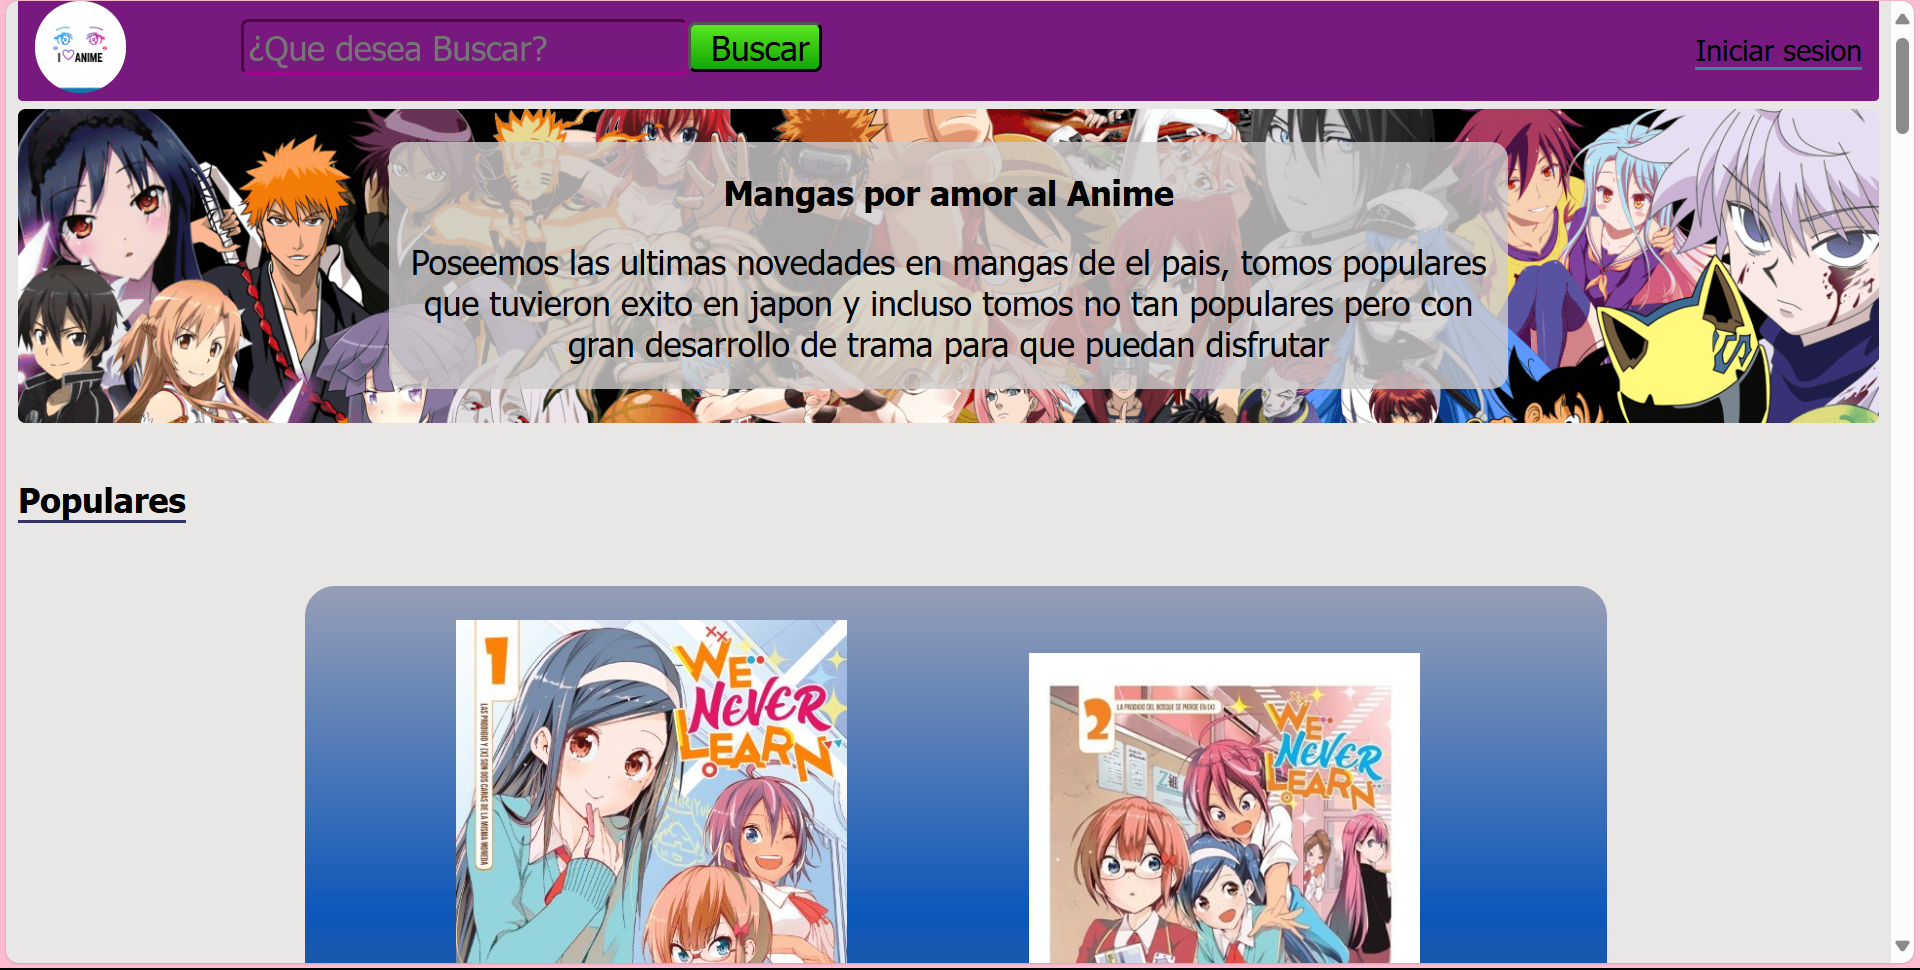 I ♡ ANIME
¿Que desea Buscar?
Buscar
Iniciar sesion
Mangas por amor al Anime
Poseemos las ultimas novedades en mangas de el pais, tomos populares
que tuvieron exito en japon y incluso tomos no tan populares pero con
gran desarrollo de trama para que puedan disfrutar
Populares
1
LAS PRODIGIO Y [X] SON DOS CARAS DE LA MISMA MONEDA
WE
NEVER
LEARN
2
LA PRODIGIO DEL BOSQUE SE PIERDE EN [X]
WE
NEVER
LEARN